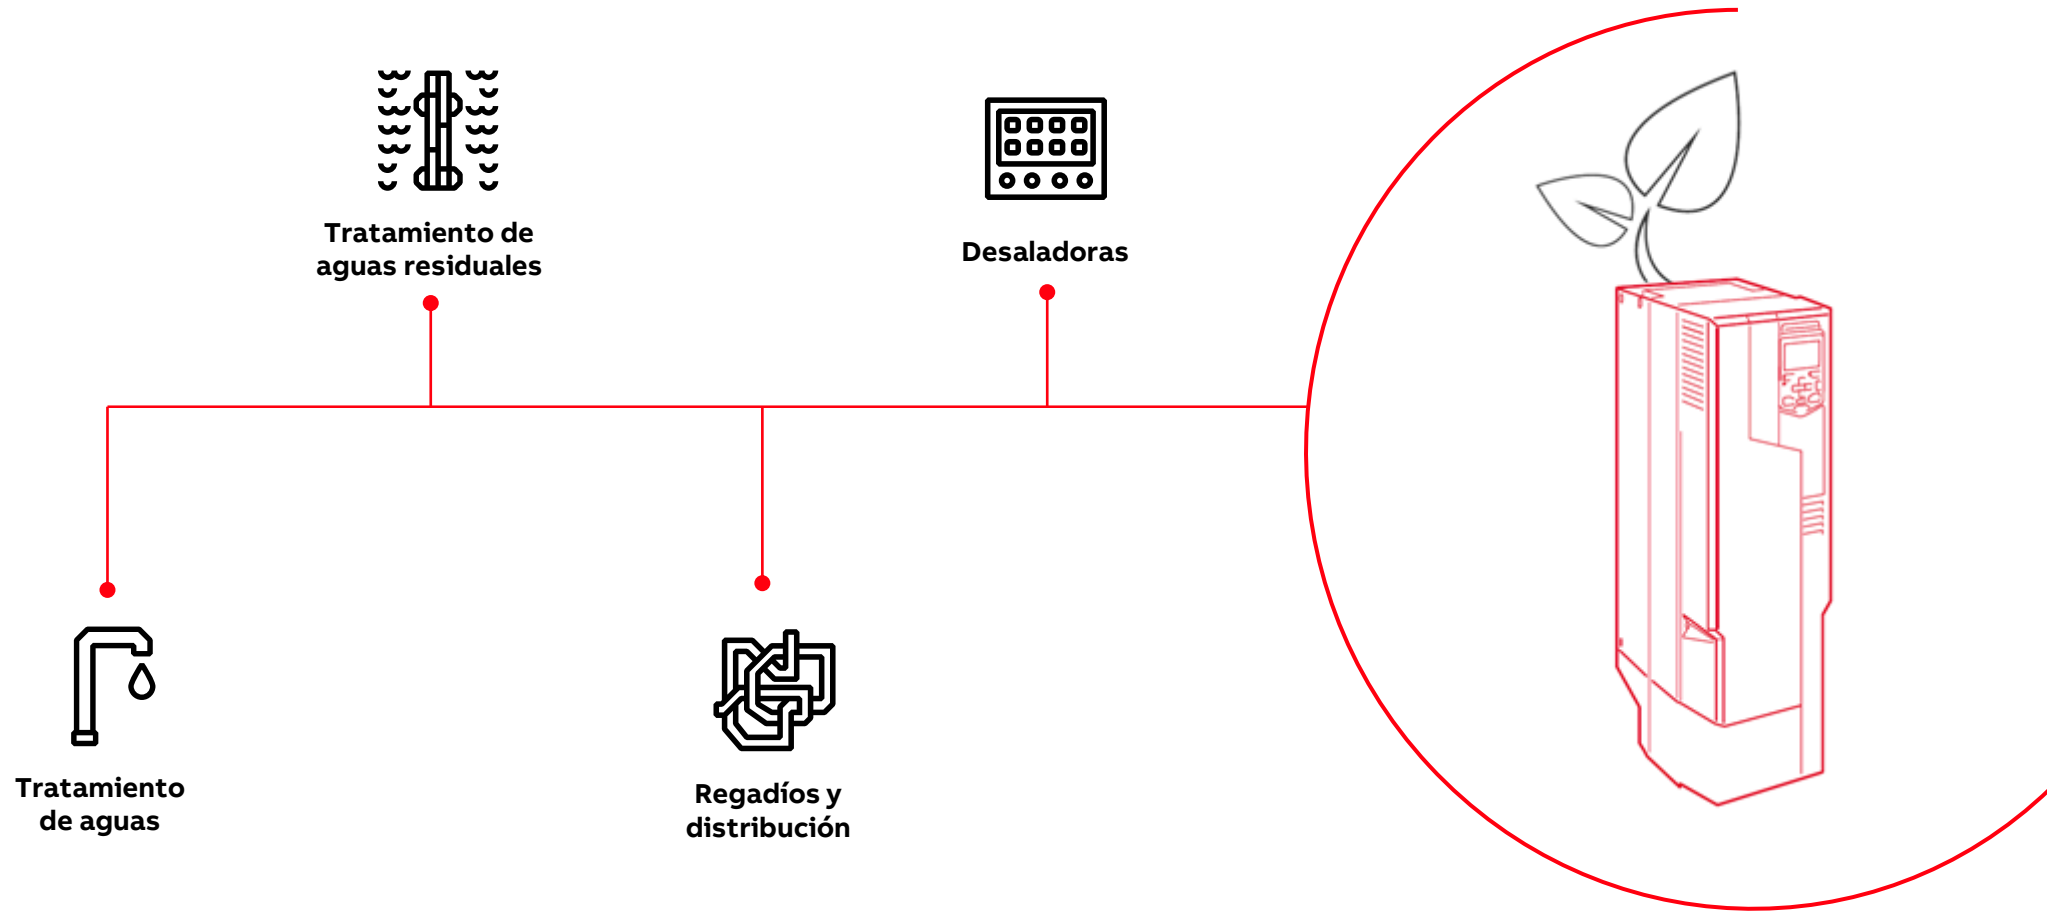 Tratamiento de
aguas residuales
Desaladoras
Tratamiento
de aguas
Regadíos y
distribución